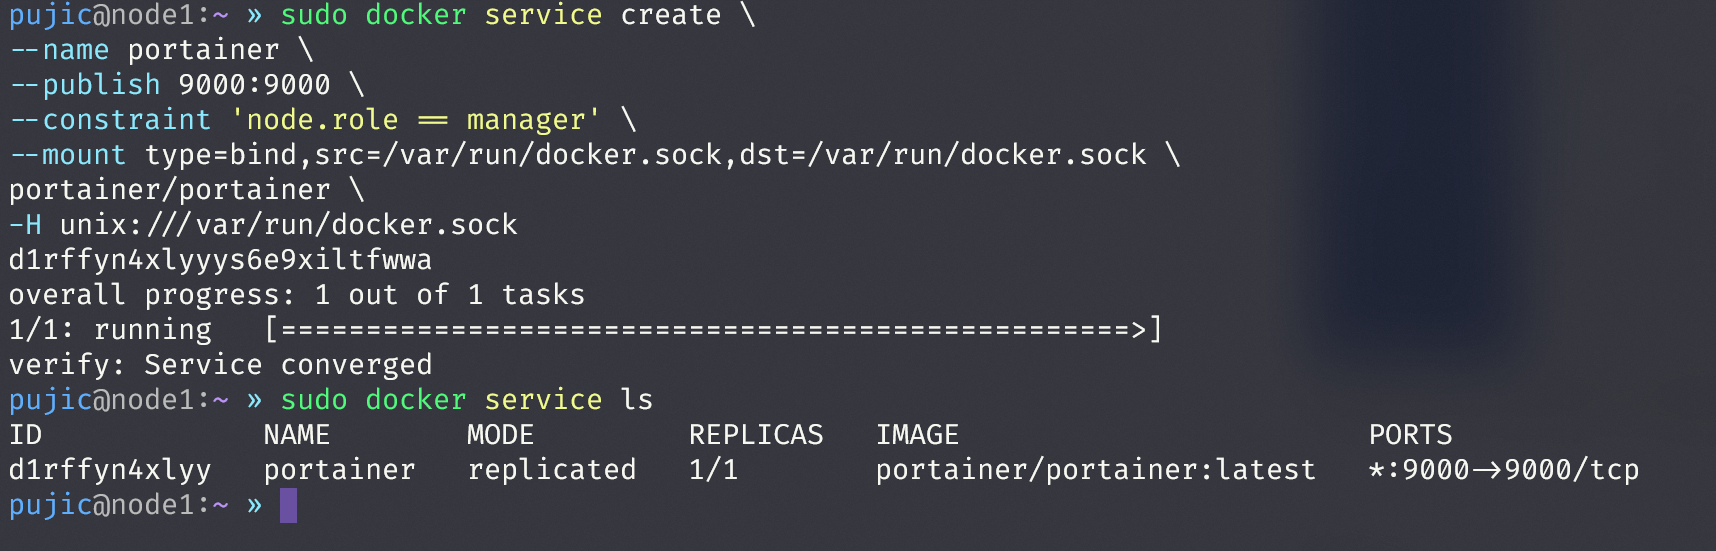 pujic@node1:~ » sudo docker service create \
--name portainer \
--publish 9000:9000 \
--constraint 'node.role == manager' \
--mount type=bind,src=/var/run/docker.sock,dst=/var/run/docker.sock \
portainer/portainer \
-H unix:///var/run/docker.sock
d1rffyn4xlyyys6e9xiltfwwa
overall progress: 1 out of 1 tasks
1/1: running   [==================================================>]
verify: Service converged
pujic@node1:~ » sudo docker service ls
ID             NAME        MODE         REPLICAS   IMAGE                        PORTS
d1rffyn4xlyy   portainer   replicated   1/1        portainer/portainer:latest   *:9000->9000/tcp
pujic@node1:~ »